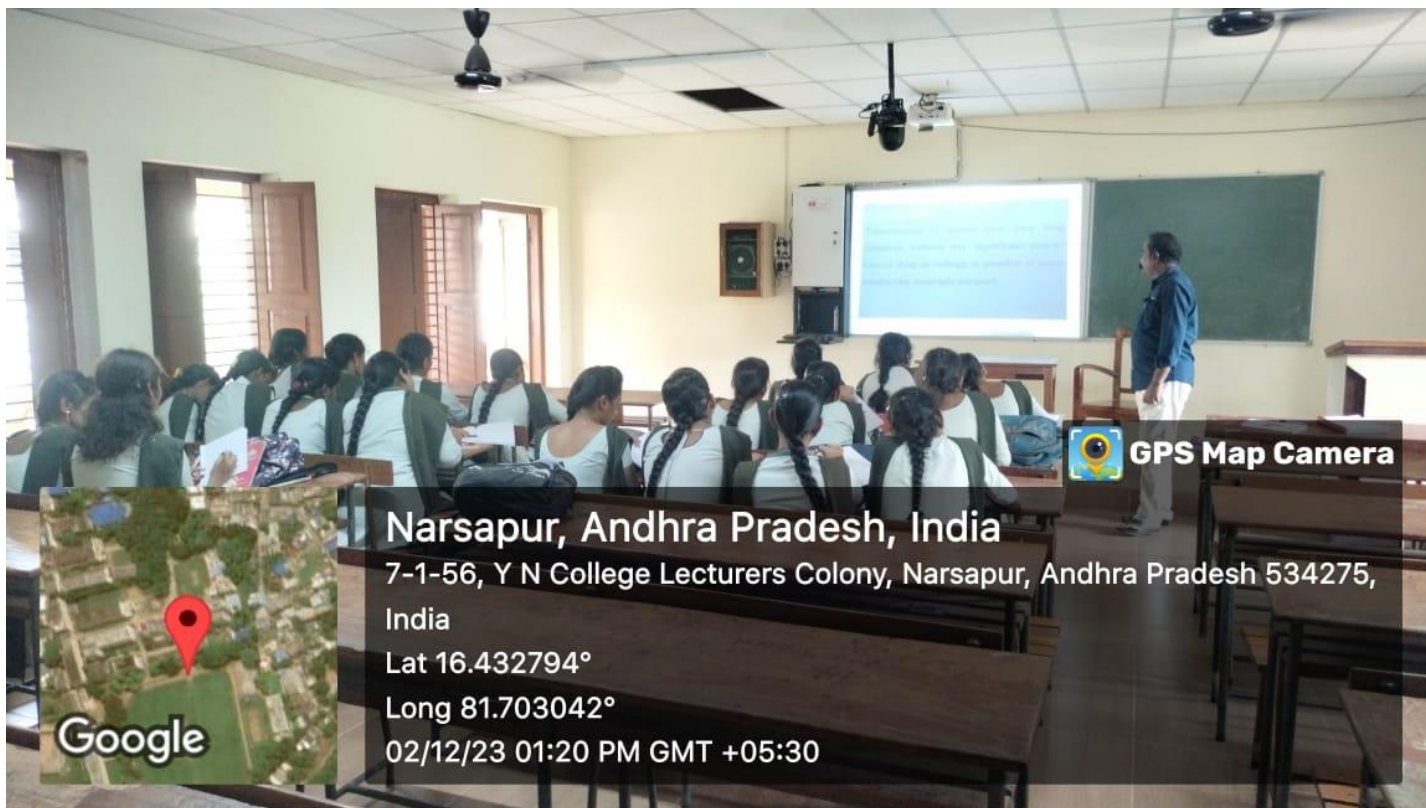 GPS Map Camera
Narsapur, Andhra Pradesh, India
7-1-56, Y N College Lecturers Colony, Narsapur, Andhra Pradesh 534275,
India
Lat 16.432794°
Long 81.703042°
02/12/23 01:20 PM GMT +05:30
Google